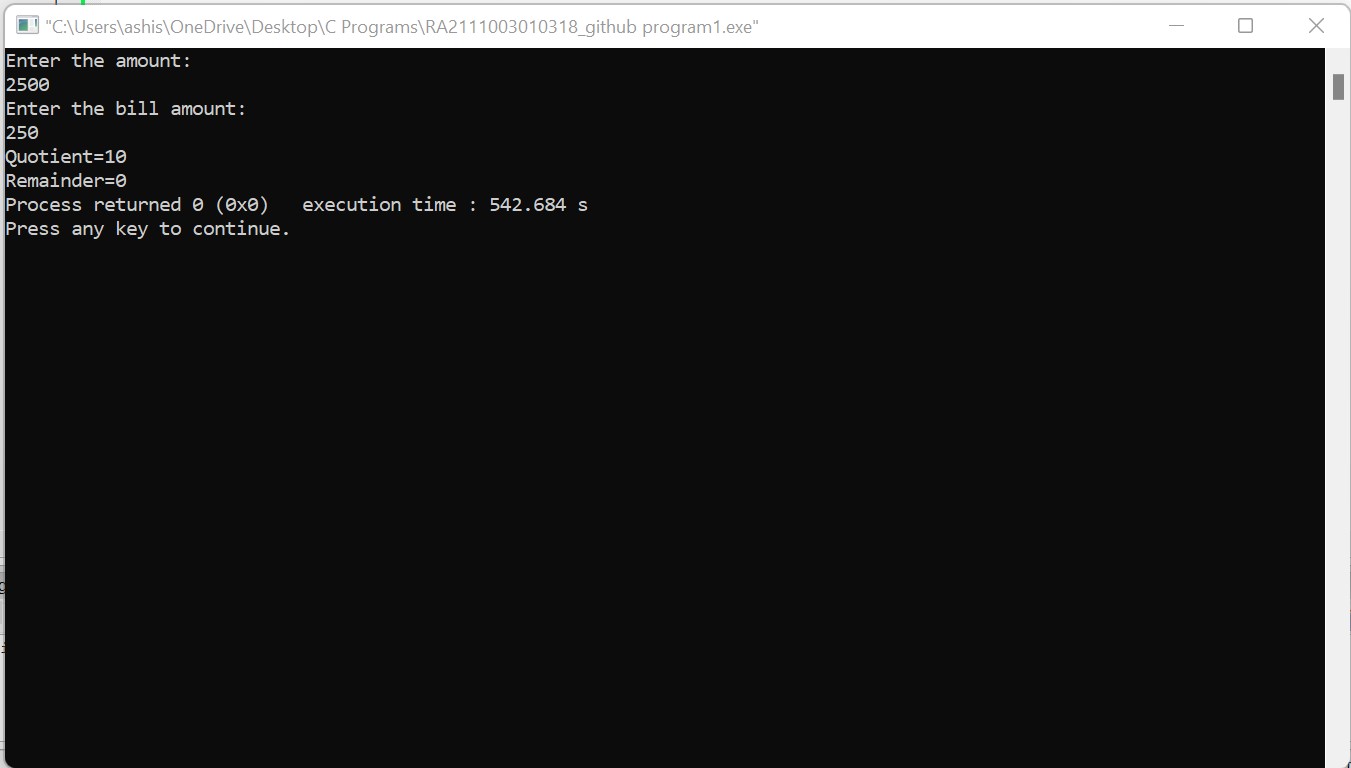 "C:\Users\ashis\OneDrive\Desktop\C Programs\RA2111003010318_github program1.exe"
Enter the amount:
2500
Enter the bill amount:
250
Quotient=10
Remainder=0
Process returned 0 (0x0)   execution time : 542.684 s
Press any key to continue.